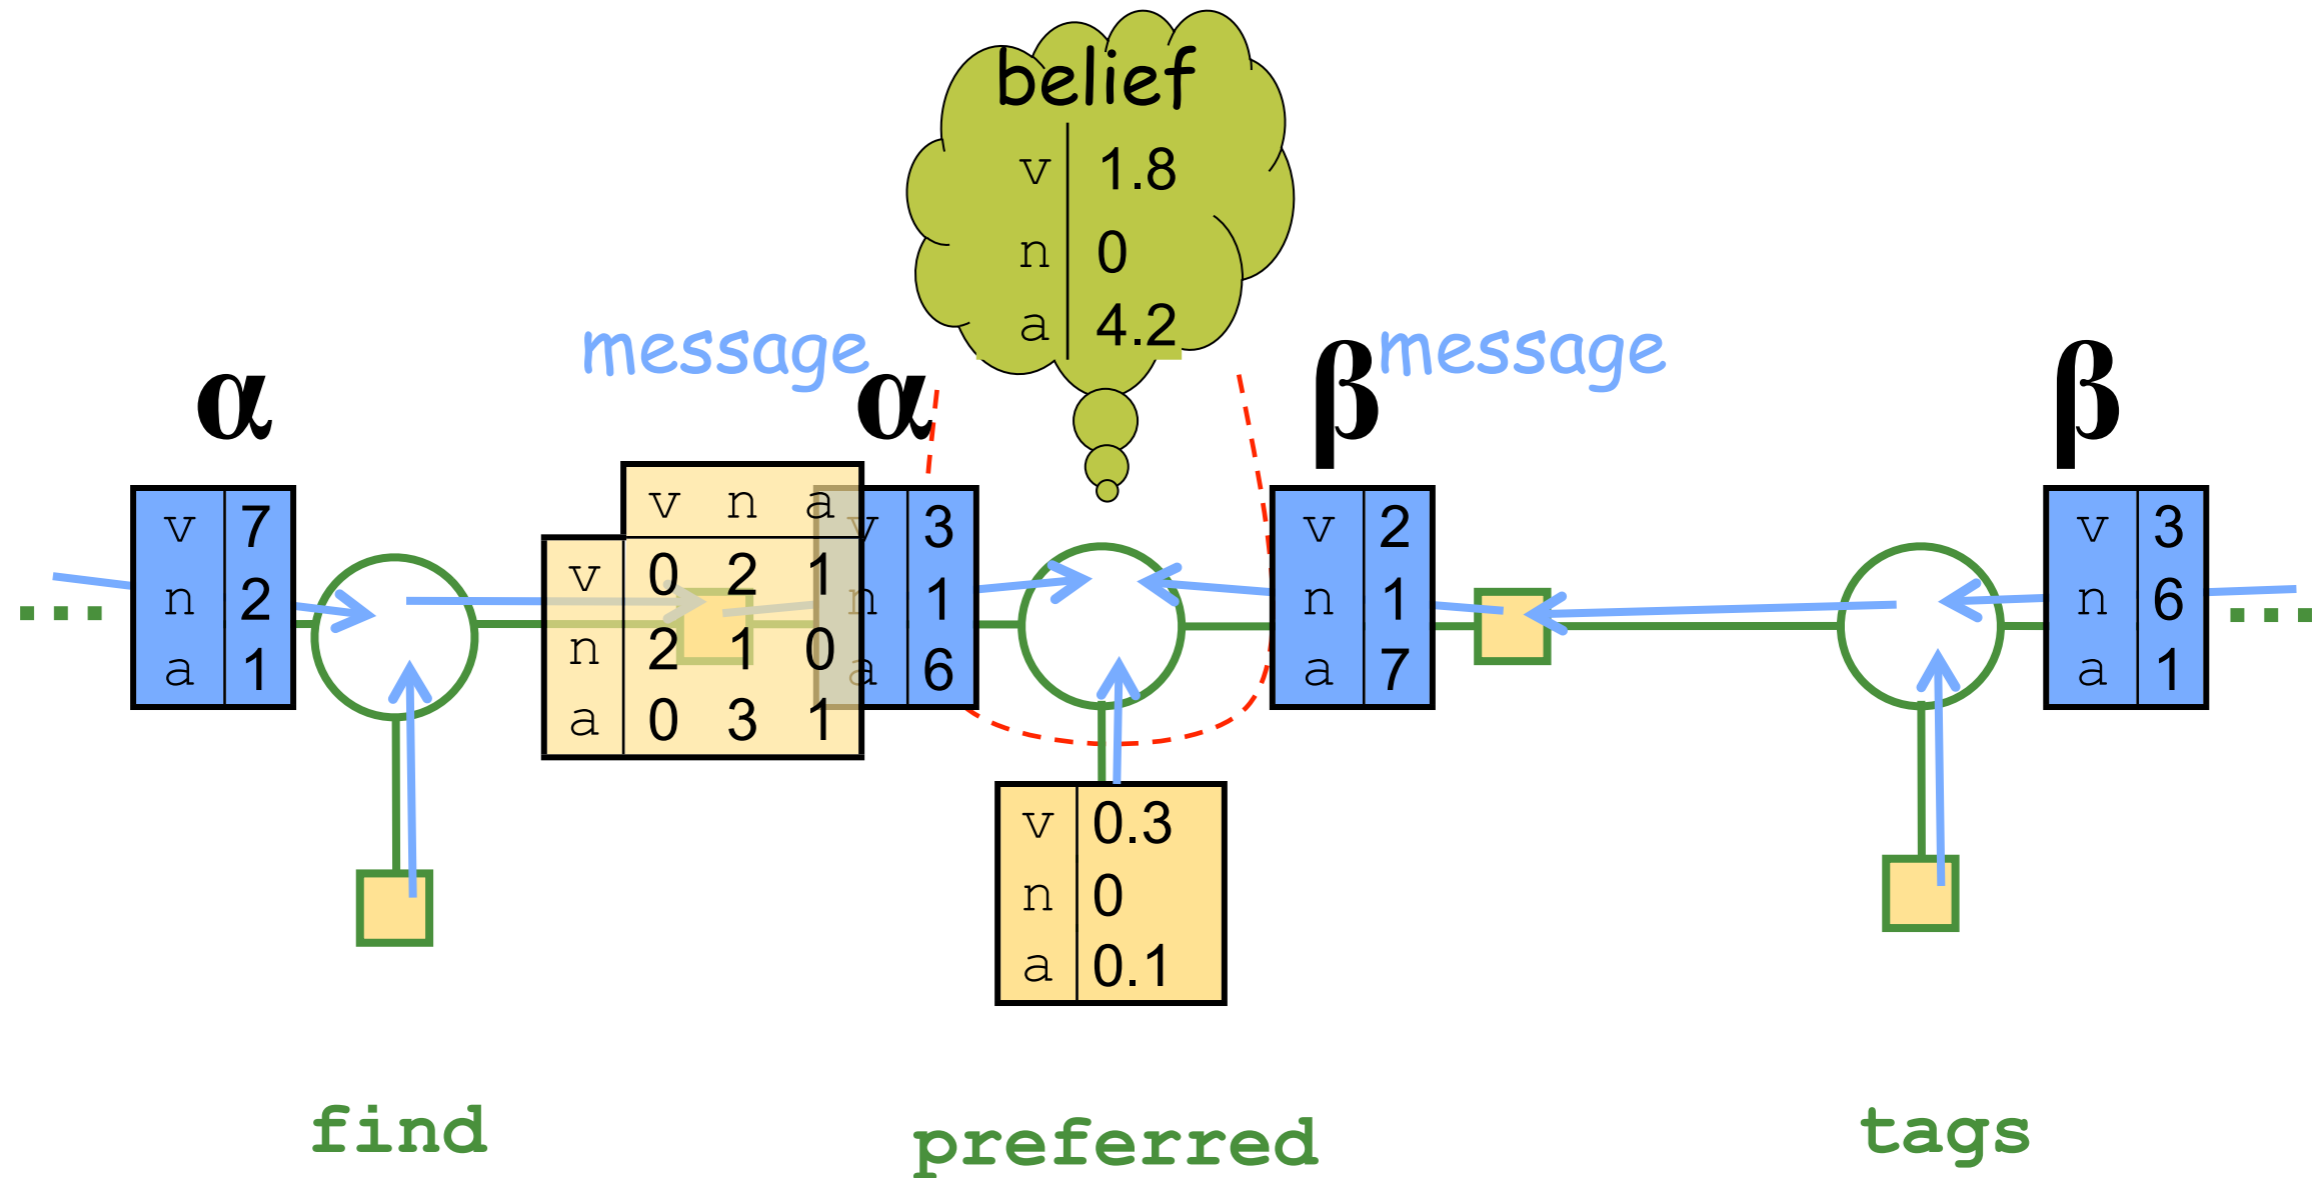 belief
v 1.8
n 0
a 4.2
message
message
α
α
β
β
v 7
n 2
a 1
v n a
v 0 2 1
n 2 1 0
a 0 3 1
v 3
n 1
a 6
v 2
n 1
a 7
v 3
n 6
a 1
...
...
v 0.3
n 0
a 0.1
find
preferred
tags